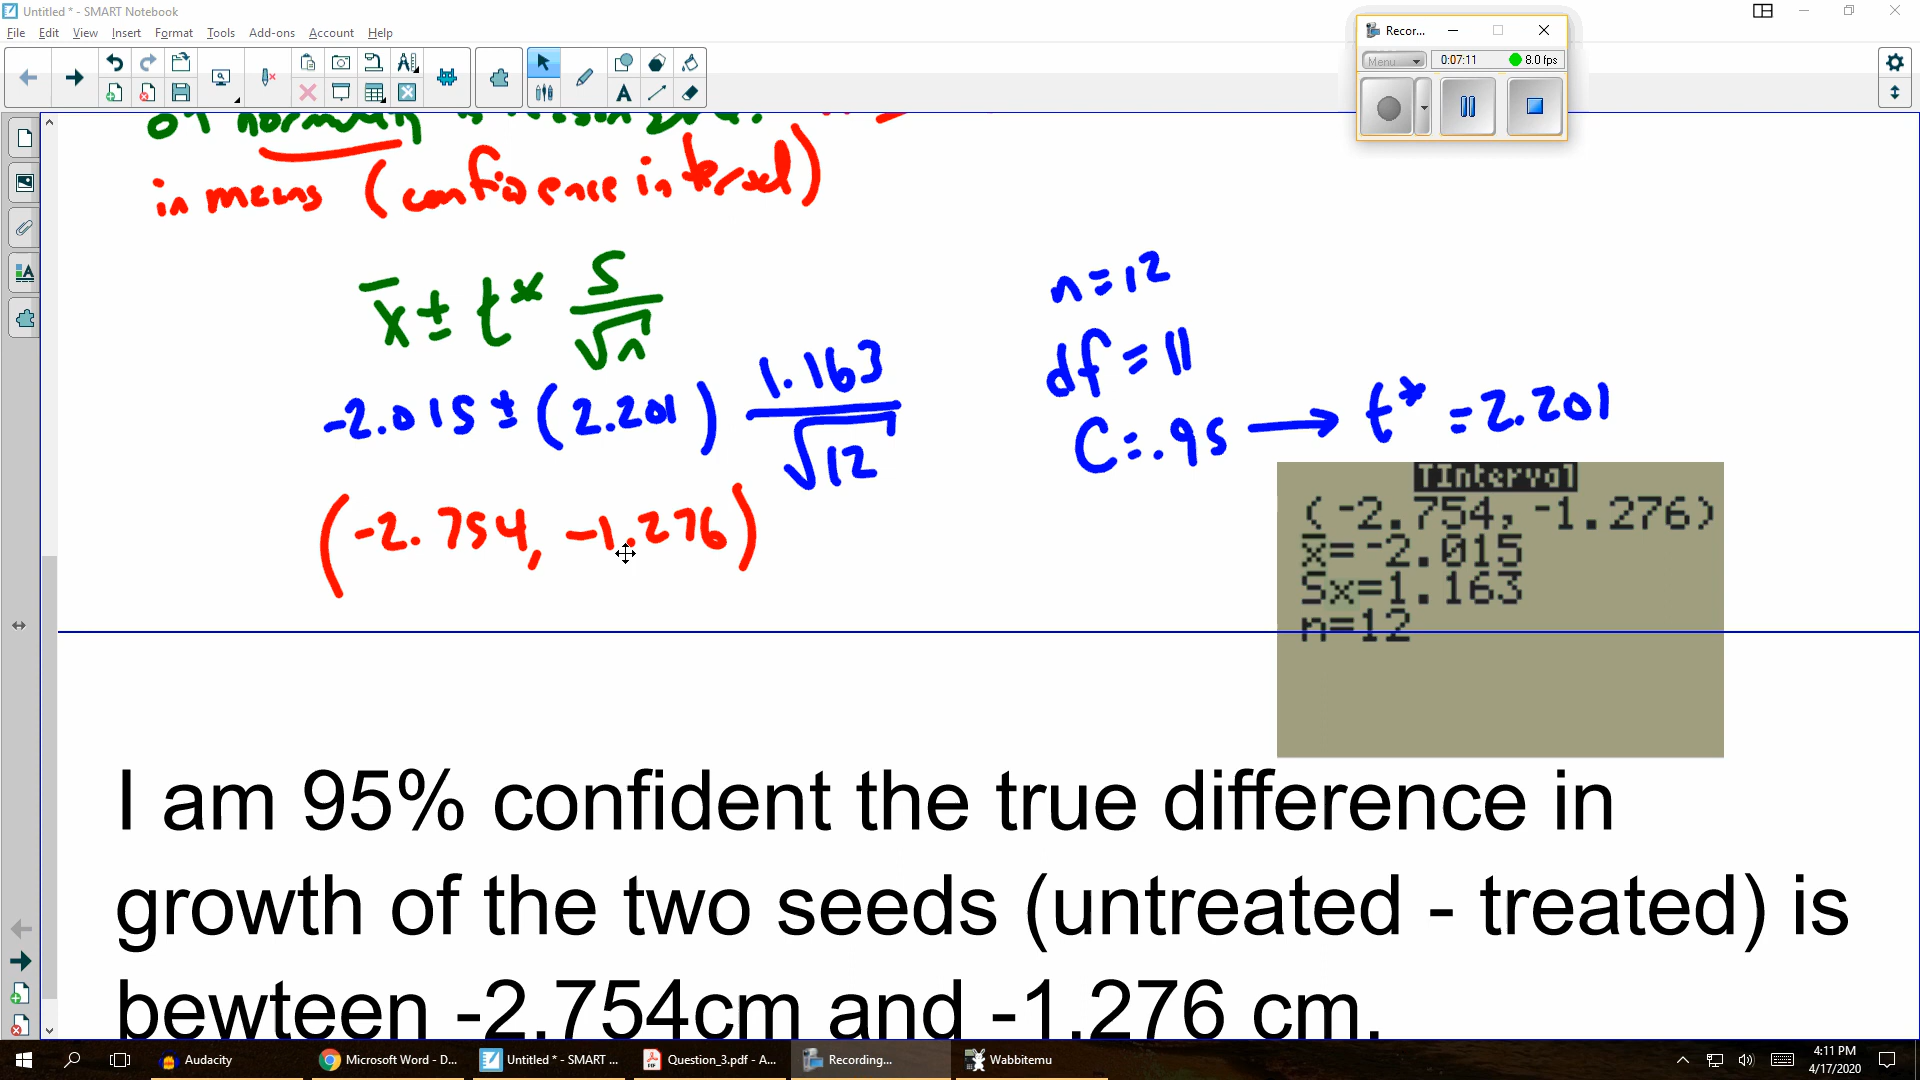 Untitled * - SMART Notebook
File Edit View Insert Format Tools Add-ons Account Help
Recor...
Menu 0:07:11 8.0 fps
of normality is
in means (confidence interval)
x̄ ± t* s/√n
n=12
df = 11
-2.015 ± (2.201) 1.163/√12
C=.95 → t* = 2.201
(-2.754, -1.276)
TInterval
(-2.754, -1.276)
x̄=-2.015
Sx=1.163
n=12
I am 95% confident the true difference in
growth of the two seeds (untreated - treated) is
bewteen -2.754cm and -1.276 cm.
Audacity Microsoft Word - D... Untitled * - SMART ... Question_3.pdf - A... Recording... Wabbitemu
4:11 PM
4/17/2020